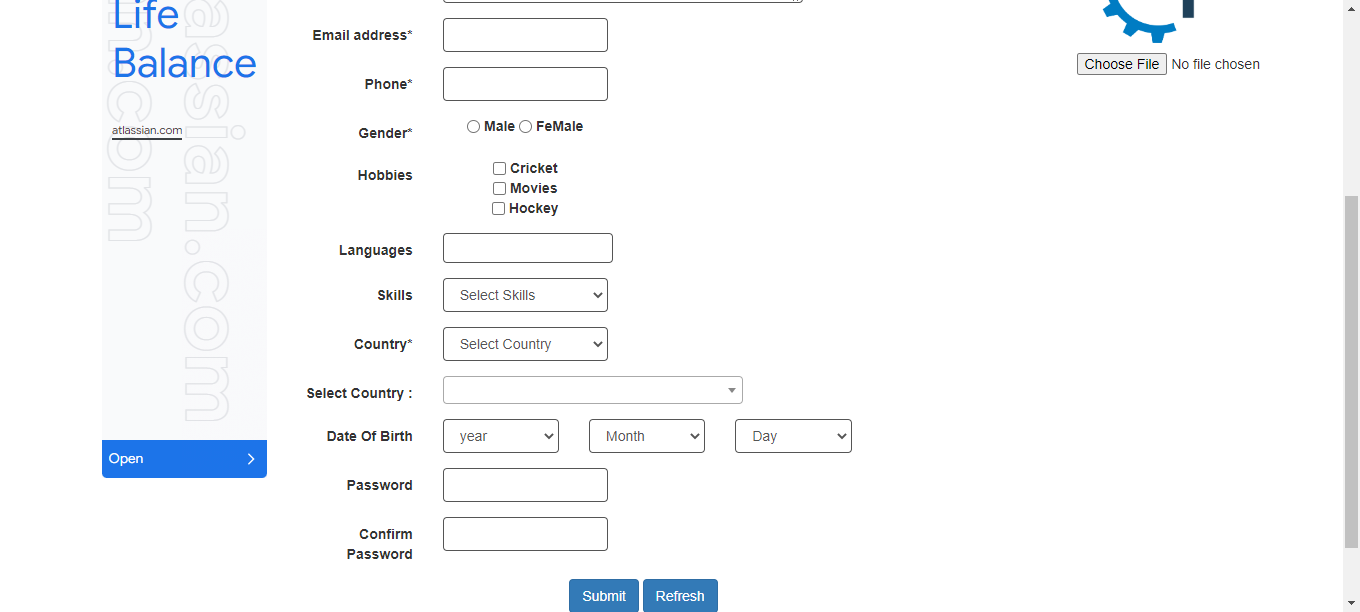 Life
Balance
atlassian.com
assian.com
n.com
Open
Email address*
Phone*
Gender*
Male
FeMale
Hobbies
Cricket
Movies
Hockey
Languages
Skills
Select Skills
Country*
Select Country
Select Country :
Date Of Birth
year
Month
Day
Password
Confirm
Password
Submit
Refresh
Choose File No file chosen